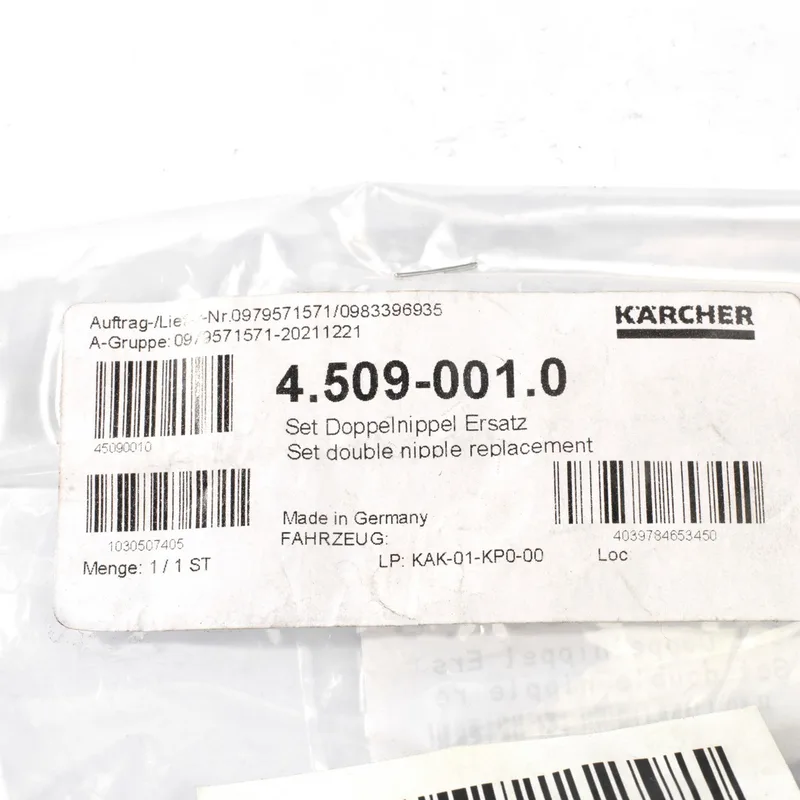 Auftrag-/Lief.-Nr.0979571571/0983396935
A-Gruppe: 0979571571-20211221
KÄRCHER
4.509-001.0
45090010
Set Doppelnippel Ersatz
Set double nipple replacement
1030507405
Made in Germany
FAHRZEUG:
4039784653450
Menge: 1 / 1 ST
LP: KAK-01-KP0-00
Loc